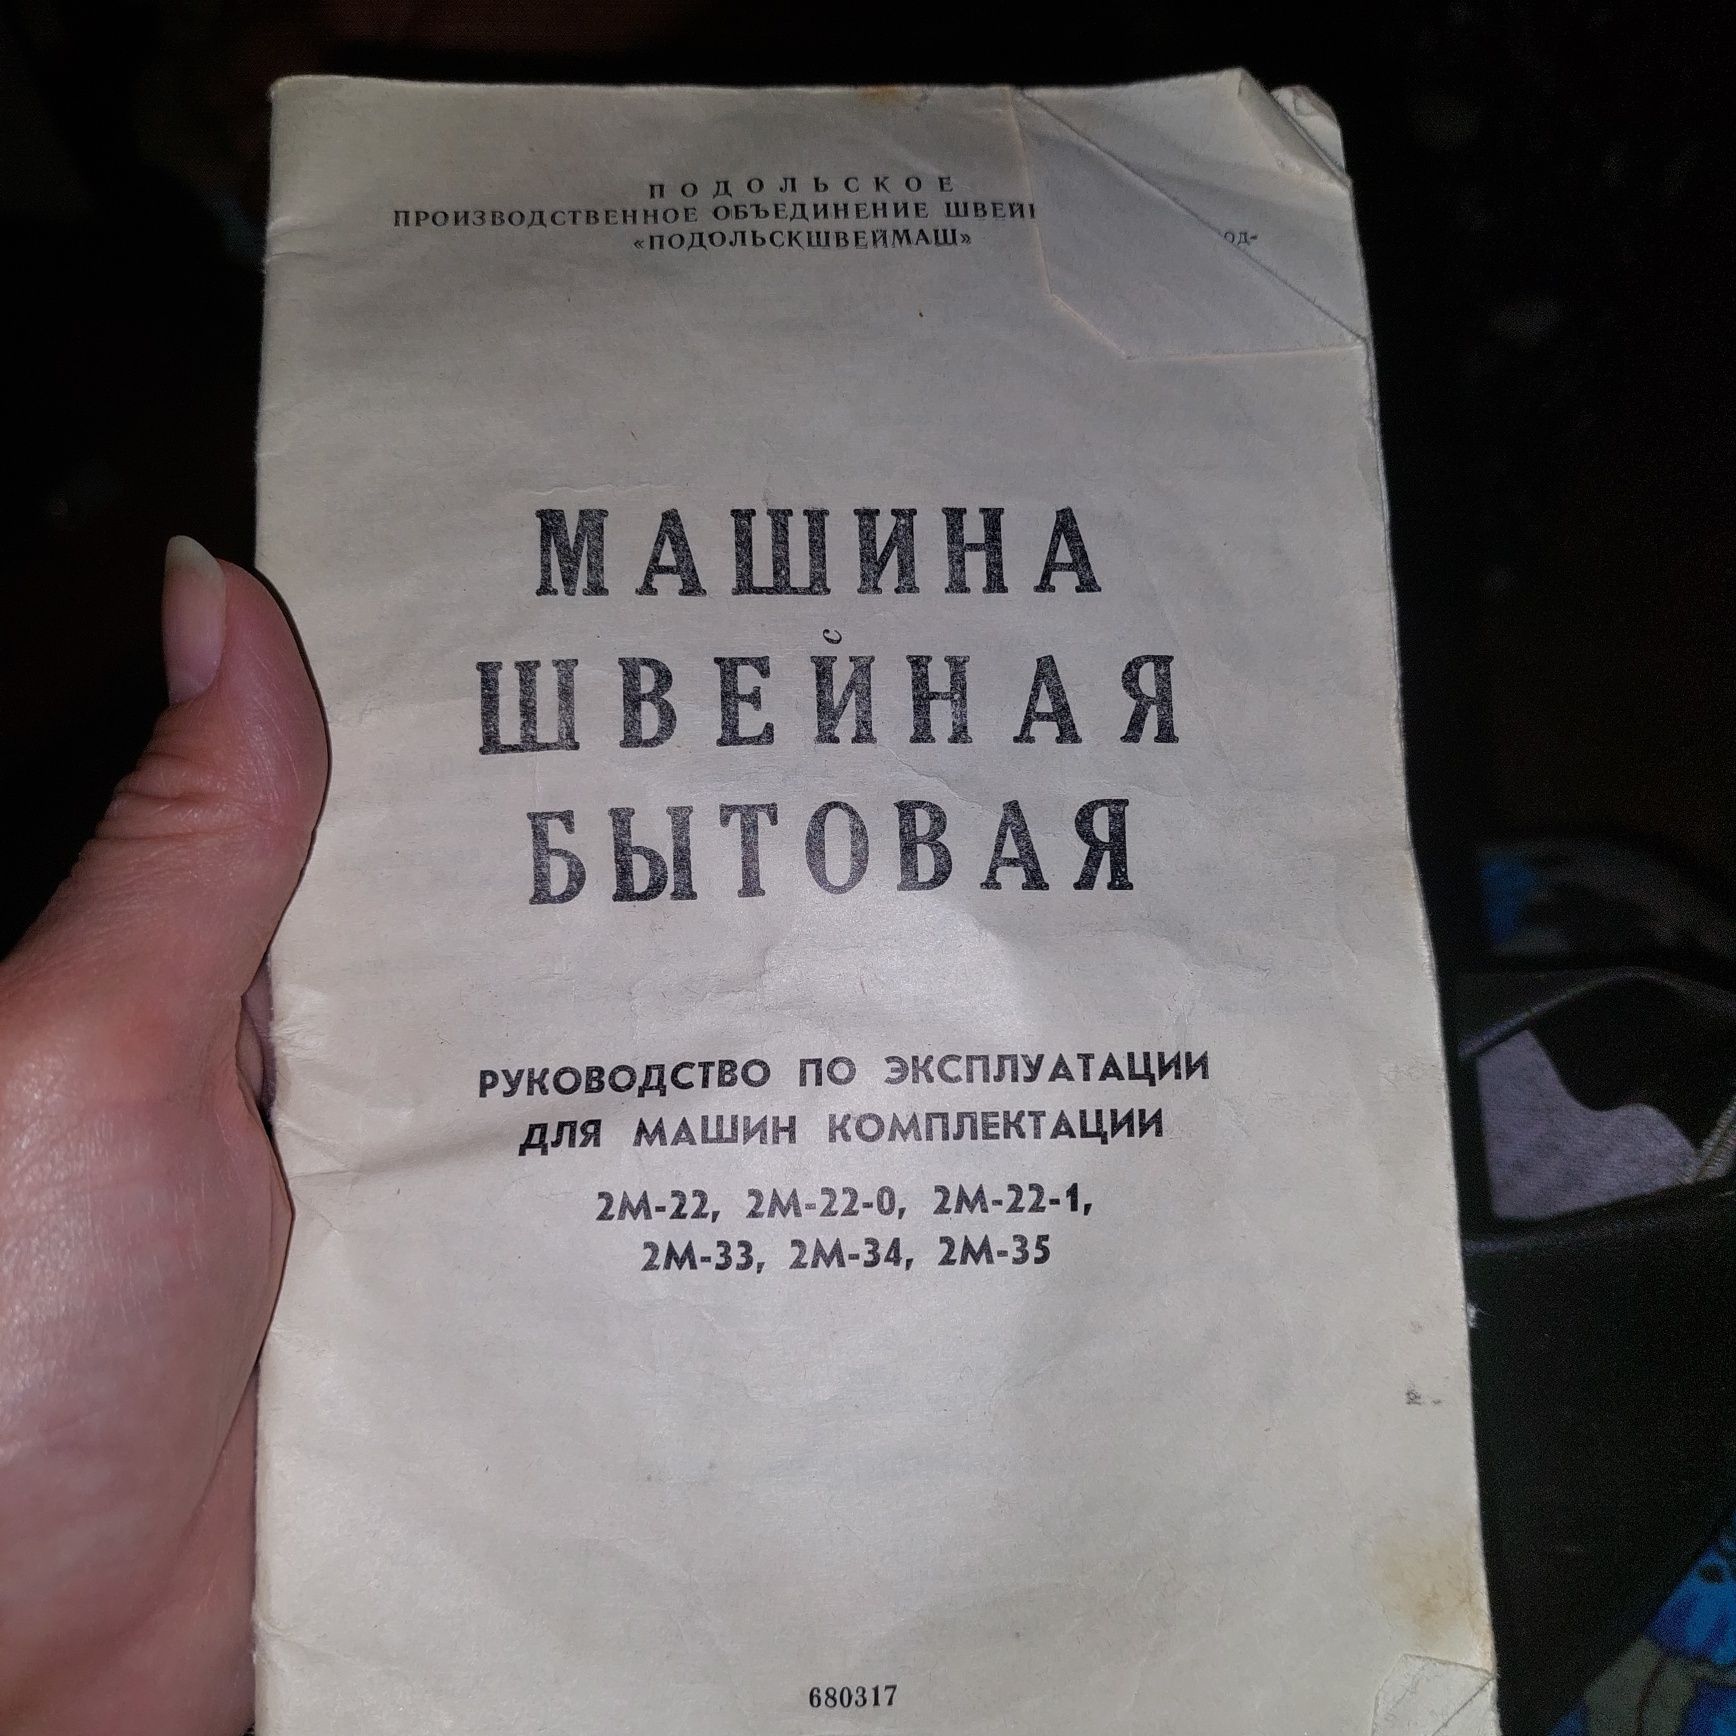 ПОДОЛЬСКОЕ
ПРОИЗВОДСТВЕННОЕ ОБЪЕДИНЕНИЕ
«ПОДОЛЬСКШВЕЙМАШ»
МАШИНА
ШВЕЙНАЯ
БЫТОВАЯ
РУКОВОДСТВО ПО ЭКСПЛУАТАЦИИ
ДЛЯ МАШИН КОМПЛЕКТАЦИИ
2М-22, 2М-22-0, 2М-22-1,
2М-33, 2М-34, 2М-35
680317